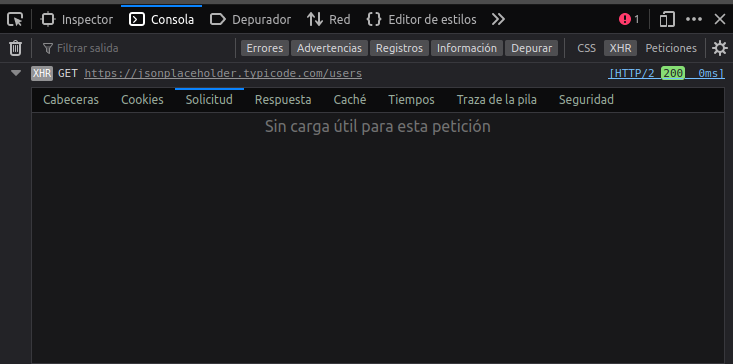 Inspector Consola Depurador Red Editor de estilos 1
Filtrar salida Errores Advertencias Registros Información Depurar CSS XHR Peticiones
XHR GET https://jsonplaceholder.typicode.com/users [HTTP/2 200 0ms]
Cabeceras Cookies Solicitud Respuesta Caché Tiempos Traza de la pila Seguridad
Sin carga útil para esta petición